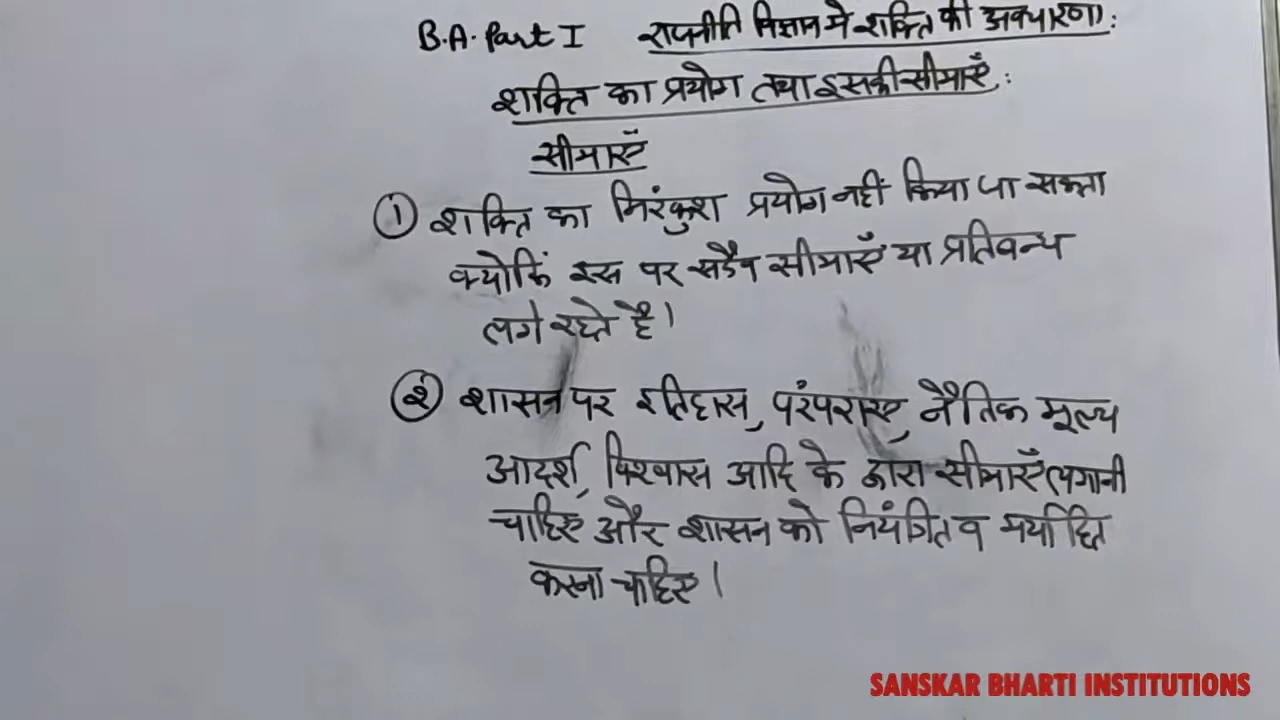 B.A. Part I राजनीति विज्ञान में शक्ति की अवधारणा:
शक्ति का प्रयोग तथा इसकी सीमाएँ:
सीमाएँ
① शक्ति का निरंकुश प्रयोग नहीं किया जा सकता
क्योकिं इस पर सदैव सीमाएँ या प्रतिबन्ध
लगे रहते है।
② शासन पर इतिहास, परंपराए, नैतिक मूल्य
आदर्श, विश्वास आदि के द्वारा सीमाएँ लगानी
चाहिए और शासन को नियंत्रित व मर्यादित
करना चाहिए।
SANSKAR BHARTI INSTITUTIONS